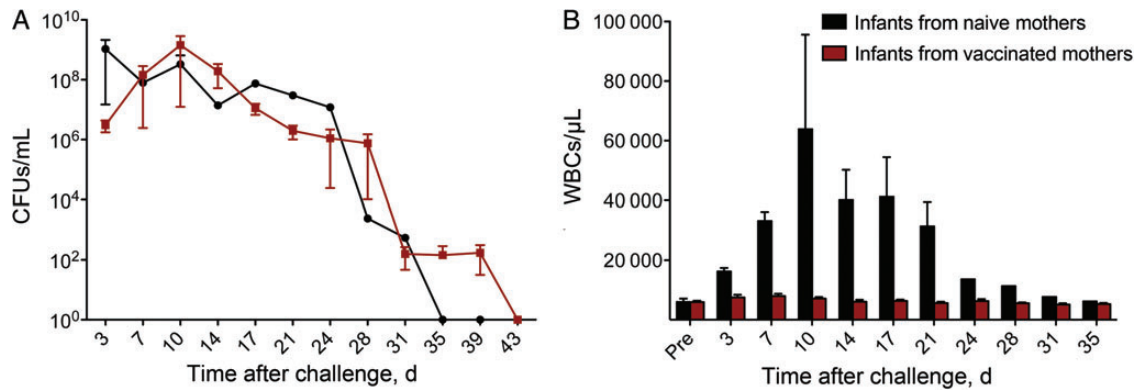 A
CFUs/mL
10^10
10^8
10^6
10^4
10^2
10^0
3 7 10 14 17 21 24 28 31 35 39 43
Time after challenge, d
B
WBCs/µL
100 000
80 000
60 000
40 000
20 000
Infants from naive mothers
Infants from vaccinated mothers
Pre 3 7 10 14 17 21 24 28 31 35
Time after challenge, d